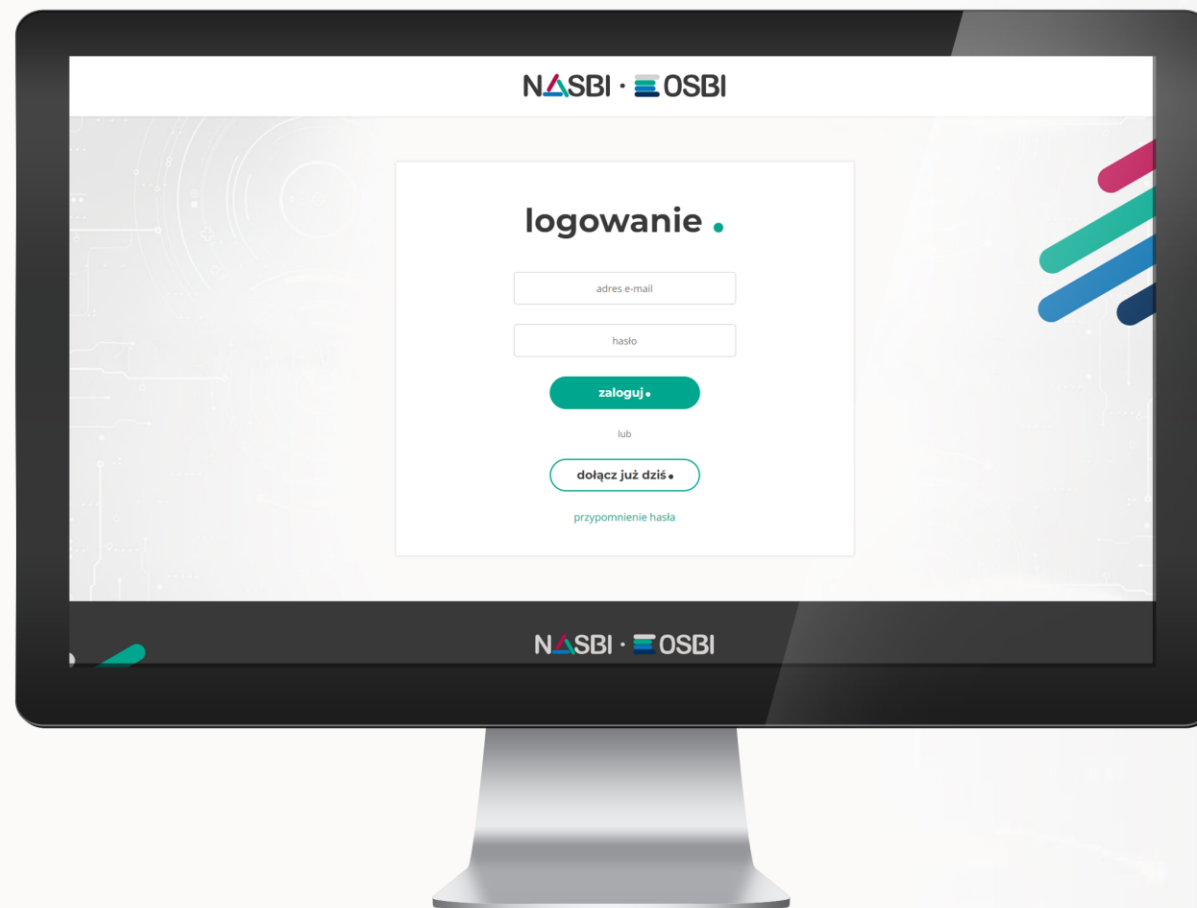 NASBI · OSBI
logowanie.
adres e-mail
hasło
zaloguj.
lub
dołącz już dziś.
przypomnienie hasła
NASBI · OSBI